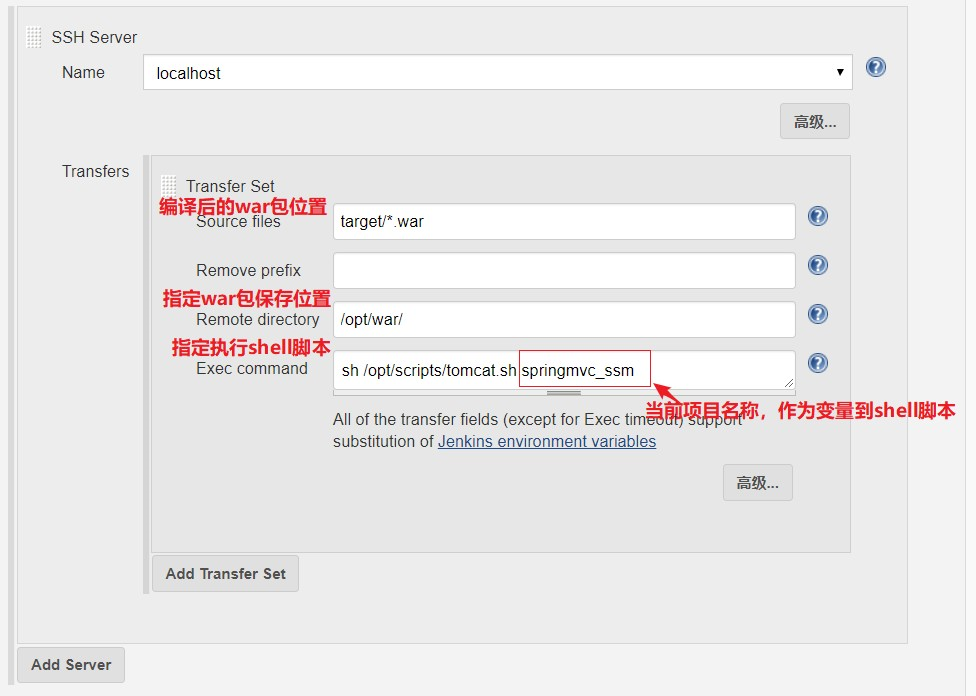 SSH Server
Name
localhost
高级...
Transfers
Transfer Set
编译后的war包位置
Source files
target/*.war
Remove prefix
指定war包保存位置
Remote directory
/opt/war/
指定执行shell脚本
Exec command
sh /opt/scripts/tomcat.sh springmvc_ssm
当前项目名称，作为变量到shell脚本
All of the transfer fields (except for Exec timeout) support
substitution of Jenkins environment variables
高级...
Add Transfer Set
Add Server